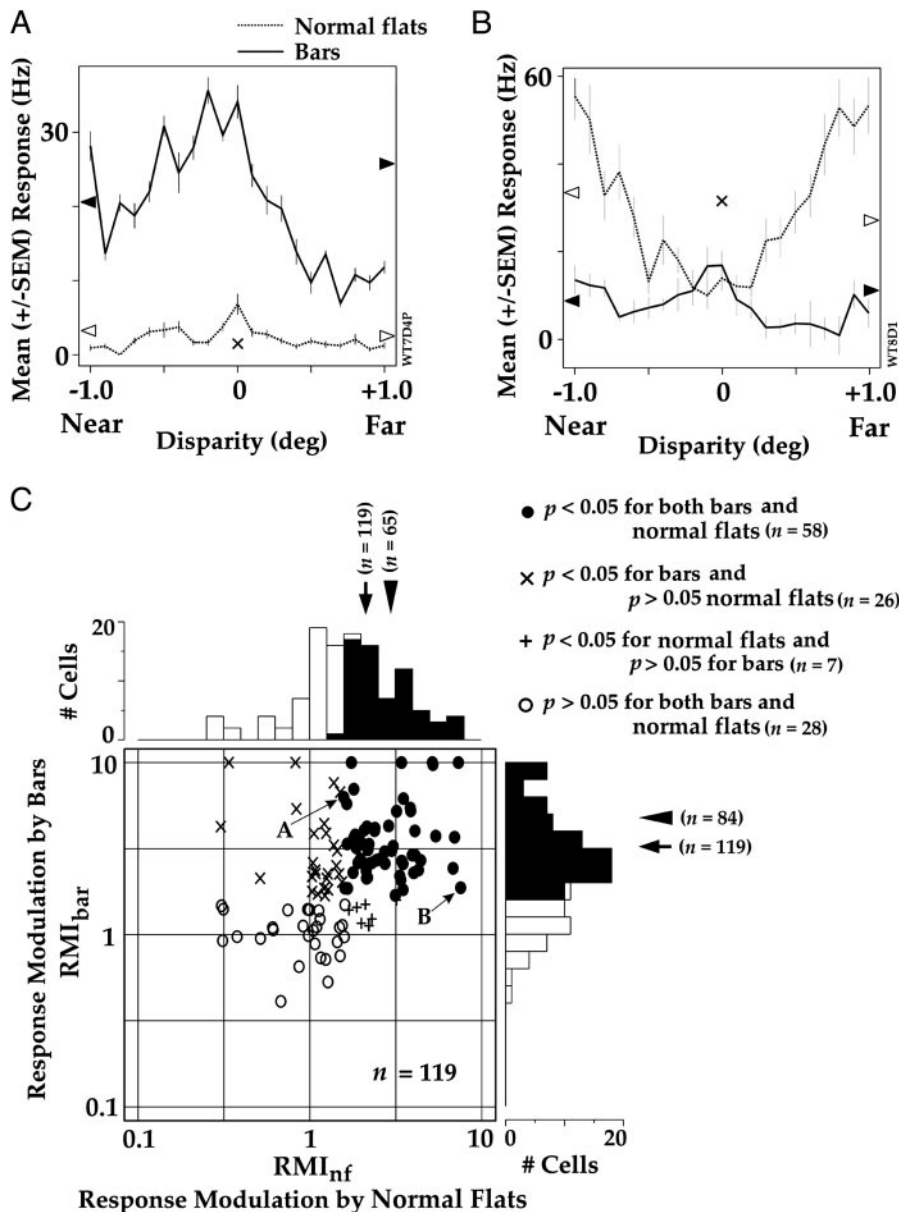 A
Normal flats
Bars
Mean (+/-SEM) Response (Hz)
30
0
-1.0
0
+1.0
Near
Far
Disparity (deg)
WT7D4P
B
Mean (+/-SEM) Response (Hz)
60
0
-1.0
0
+1.0
Near
Far
Disparity (deg)
WT8D1
C
(n = 119)
(n = 65)
# Cells
20
0
p < 0.05 for both bars and
normal flats (n = 58)
p < 0.05 for bars and
p > 0.05 normal flats (n = 26)
p < 0.05 for normal flats and
p > 0.05 for bars (n = 7)
p > 0.05 for both bars and
normal flats (n = 28)
Response Modulation by Bars
RMIbar
10
1
0.1
A
B
n = 119
0.1
1
10
RMInf
Response Modulation by Normal Flats
(n = 84)
(n = 119)
0
20
# Cells